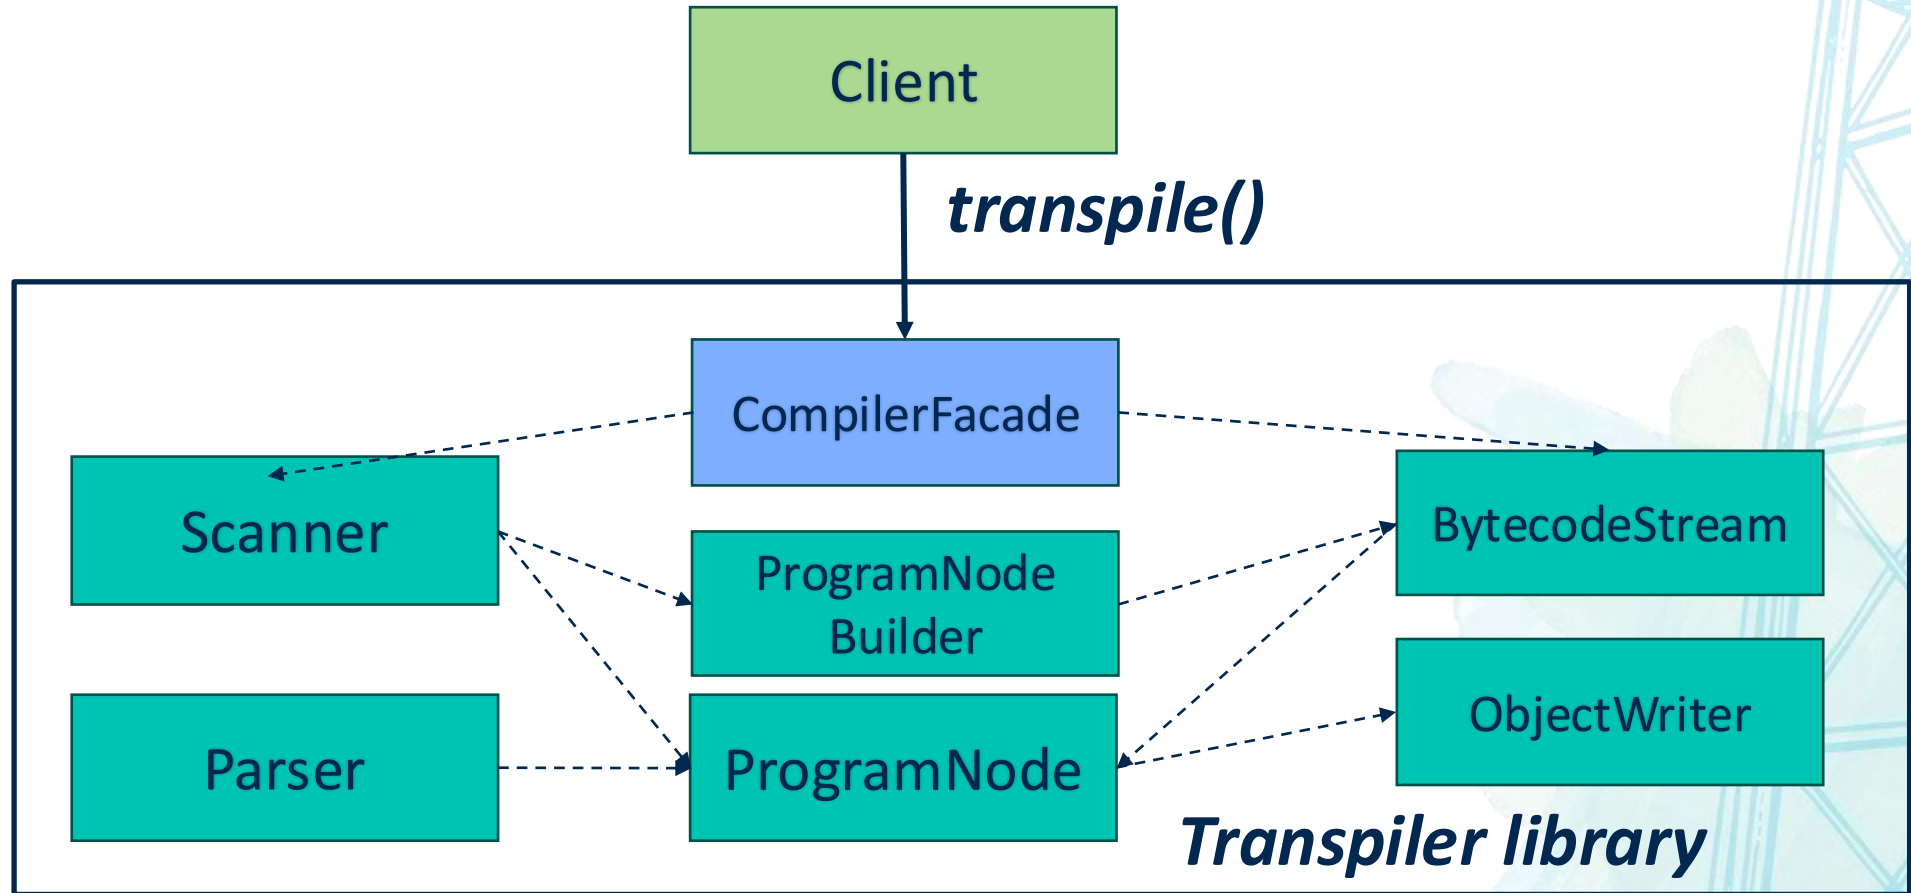 Client
transpile()
CompilerFacade
Scanner
BytecodeStream
ProgramNode
Builder
Parser
ProgramNode
ObjectWriter
Transpiler library